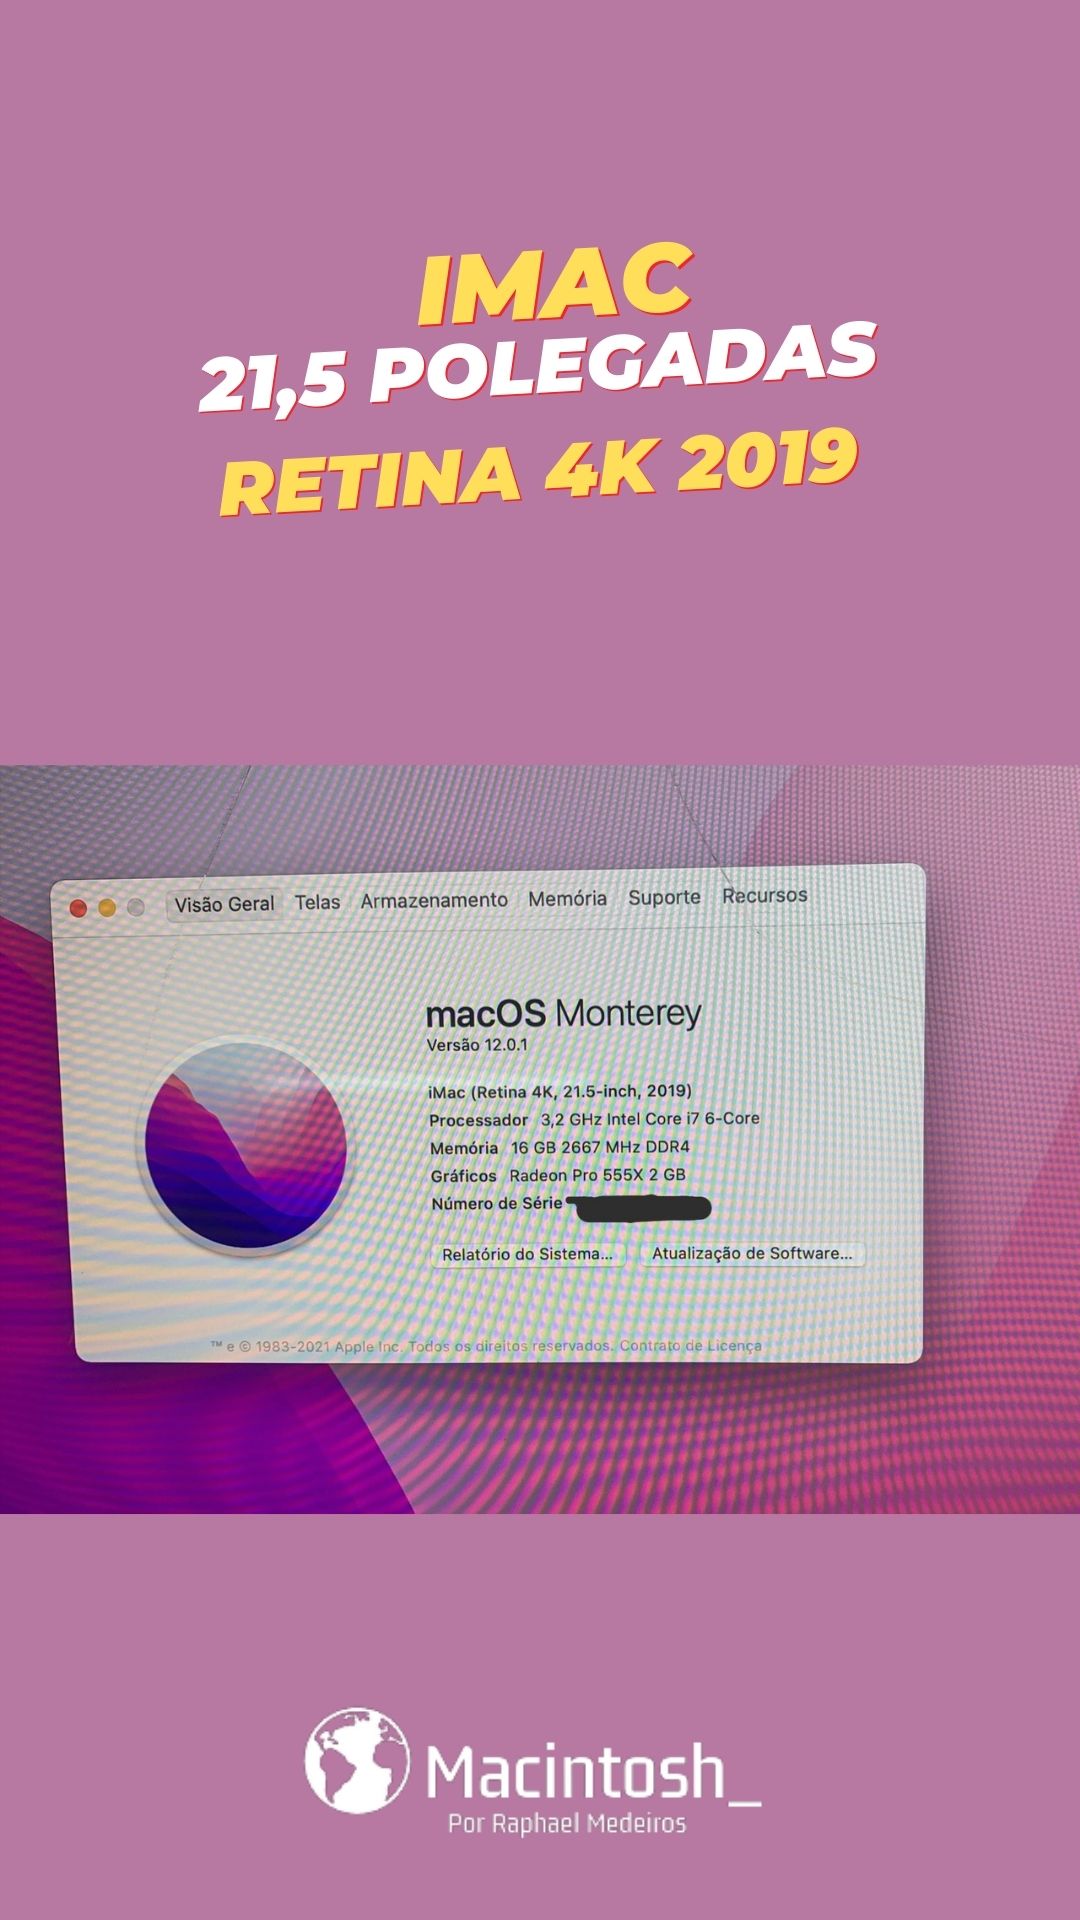 IMAC
21,5 POLEGADAS
RETINA 4K 2019
Visão Geral Telas Armazenamento Memória Suporte Recursos
macOS Monterey
Versão 12.0.1
iMac (Retina 4K, 21.5-inch, 2019)
Processador 3,2 GHz Intel Core i7 6-Core
Memória 16 GB 2667 MHz DDR4
Gráficos Radeon Pro 555X 2 GB
Número de Série
Relatório do Sistema... Atualização de Software...
™ e © 1983-2021 Apple Inc. Todos os direitos reservados. Contrato de Licença
Macintosh_
Por Raphael Medeiros